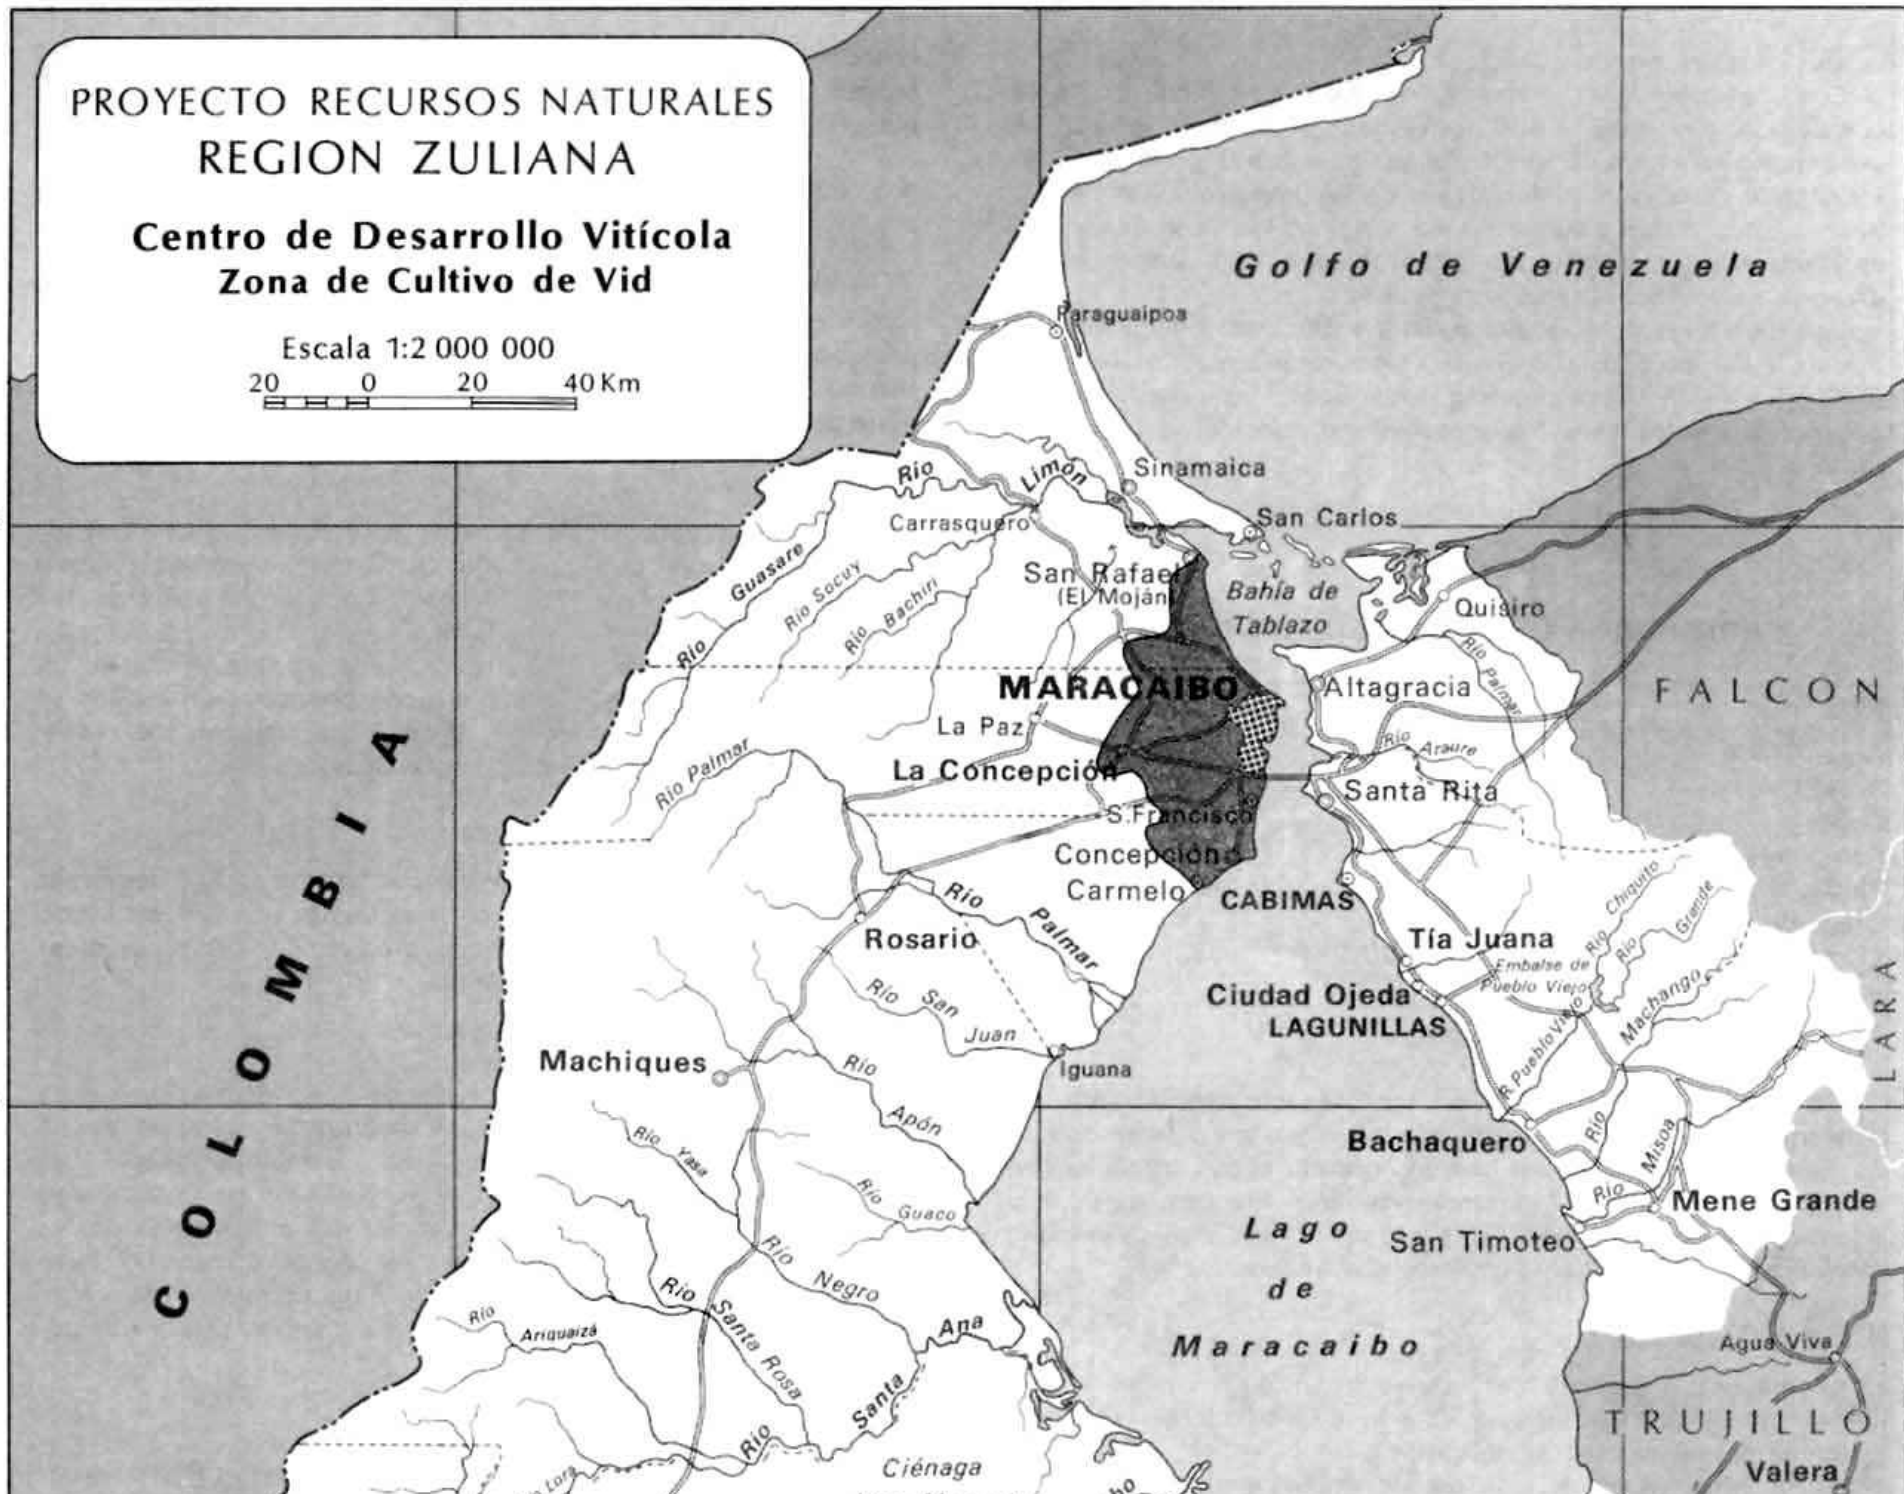 PROYECTO RECURSOS NATURALES
REGION ZULIANA
Centro de Desarrollo Vitícola
Zona de Cultivo de Vid
Escala 1:2 000 000
20 0 20 40 Km
Golfo de Venezuela
Paraguaipoa
Sinamaica
San Carlos
Río Limón
Carrasquero
Río Guasare
Río Socuy
Río Bachiri
San Rafael
(El Moján)
Bahía de
Tablazo
Quisiro
Río Palmar
FALCON
MARACAIBO
Altagracia
La Paz
Río Palmar
Río Araure
La Concepción
Santa Rita
S. Francisco
Concepción
Carmelo
CABIMAS
COLOMBIA
Río Chiquito
Río Grande
Rosario
Río Palmar
Tía Juana
Embalse de
Pueblo Viejo
Río San Juan
Ciudad Ojeda
LAGUNILLAS
R. Pueblo Viejo
Río Machango
LARA
Machiques
Iguana
Río Apón
Río Yasa
Bachaquero
Río Misoa
Mene Grande
Río Guaco
San Timoteo
Lago
de
Maracaibo
Río Negro
Río Santa Rosa
Río Ariguaizá
Río Santa Ana
Agua Viva
TRUJILLO
Valera
Ciénaga
Lora